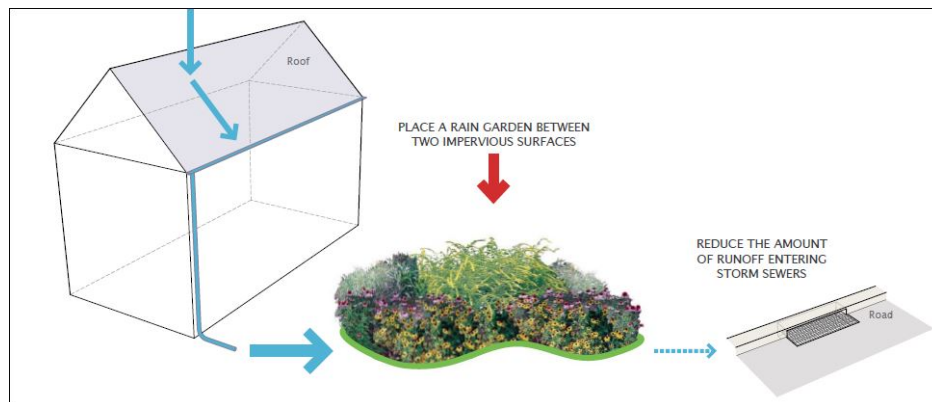 Roof
PLACE A RAIN GARDEN BETWEEN
TWO IMPERVIOUS SURFACES
REDUCE THE AMOUNT
OF RUNOFF ENTERING
STORM SEWERS
Road